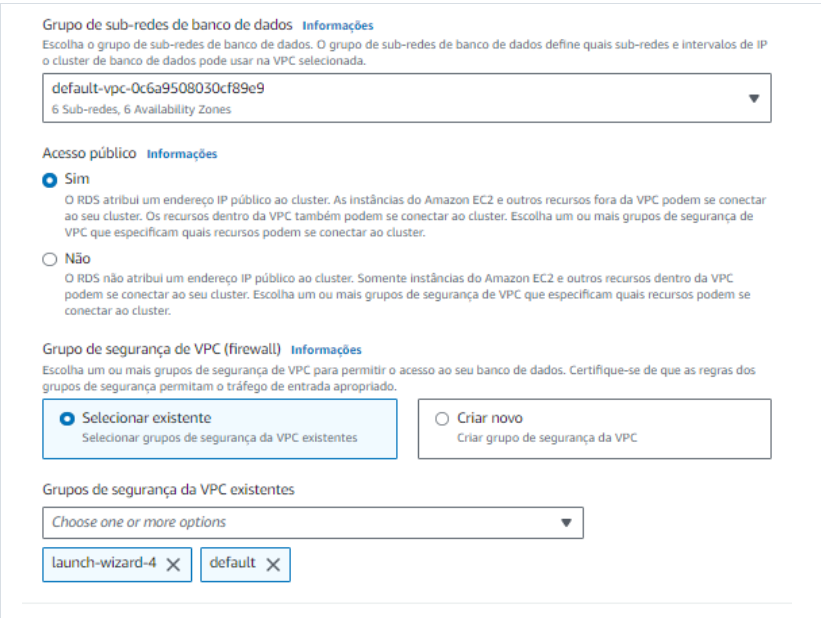 Grupo de sub-redes de banco de dados Informações
Escolha o grupo de sub-redes de banco de dados. O grupo de sub-redes de banco de dados define quais sub-redes e intervalos de IP
o cluster de banco de dados pode usar na VPC selecionada.
default-vpc-0c6a9508030cf89e9
6 Sub-redes, 6 Availability Zones
Acesso público Informações
Sim
O RDS atribui um endereço IP público ao cluster. As instâncias do Amazon EC2 e outros recursos fora da VPC podem se conectar
ao seu cluster. Os recursos dentro da VPC também podem se conectar ao cluster. Escolha um ou mais grupos de segurança de
VPC que especificam quais recursos podem se conectar ao cluster.
Não
O RDS não atribui um endereço IP público ao cluster. Somente instâncias do Amazon EC2 e outros recursos dentro da VPC
podem se conectar ao seu cluster. Escolha um ou mais grupos de segurança de VPC que especificam quais recursos podem se
conectar ao cluster.
Grupo de segurança de VPC (firewall) Informações
Escolha um ou mais grupos de segurança de VPC para permitir o acesso ao seu banco de dados. Certifique-se de que as regras dos
grupos de segurança permitam o tráfego de entrada apropriado.
Selecionar existente
Selecionar grupos de segurança da VPC existentes
Criar novo
Criar grupo de segurança da VPC
Grupos de segurança da VPC existentes
Choose one or more options
launch-wizard-4
default